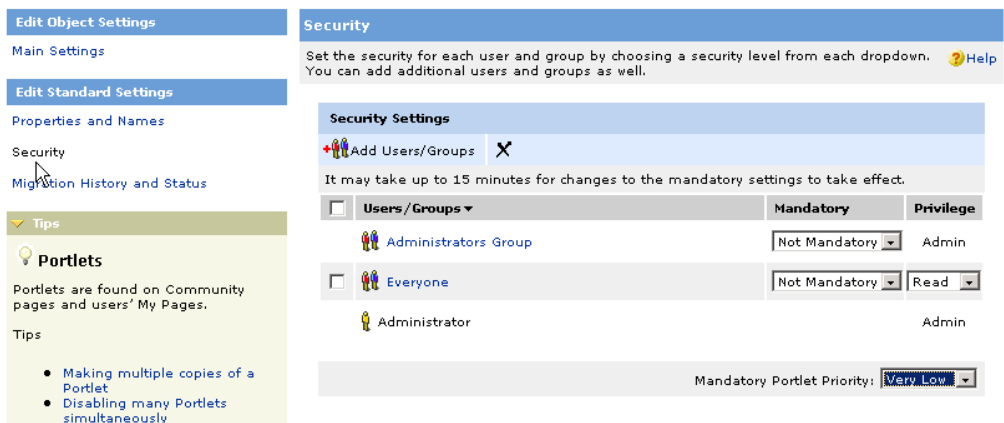 Edit Object Settings
Main Settings
Edit Standard Settings
Properties and Names
Security
Migration History and Status
Tips
Portlets
Portlets are found on Community
pages and users' My Pages.
Tips
Making multiple copies of a
Portlet
Disabling many Portlets
simultaneously
Security
Set the security for each user and group by choosing a security level from each dropdown.
You can add additional users and groups as well.
Help
Security Settings
Add Users/Groups
It may take up to 15 minutes for changes to the mandatory settings to take effect.
Users/Groups Mandatory Privilege
Administrators Group Not Mandatory Admin
Everyone Not Mandatory Read
Administrator Admin
Mandatory Portlet Priority: Very Low